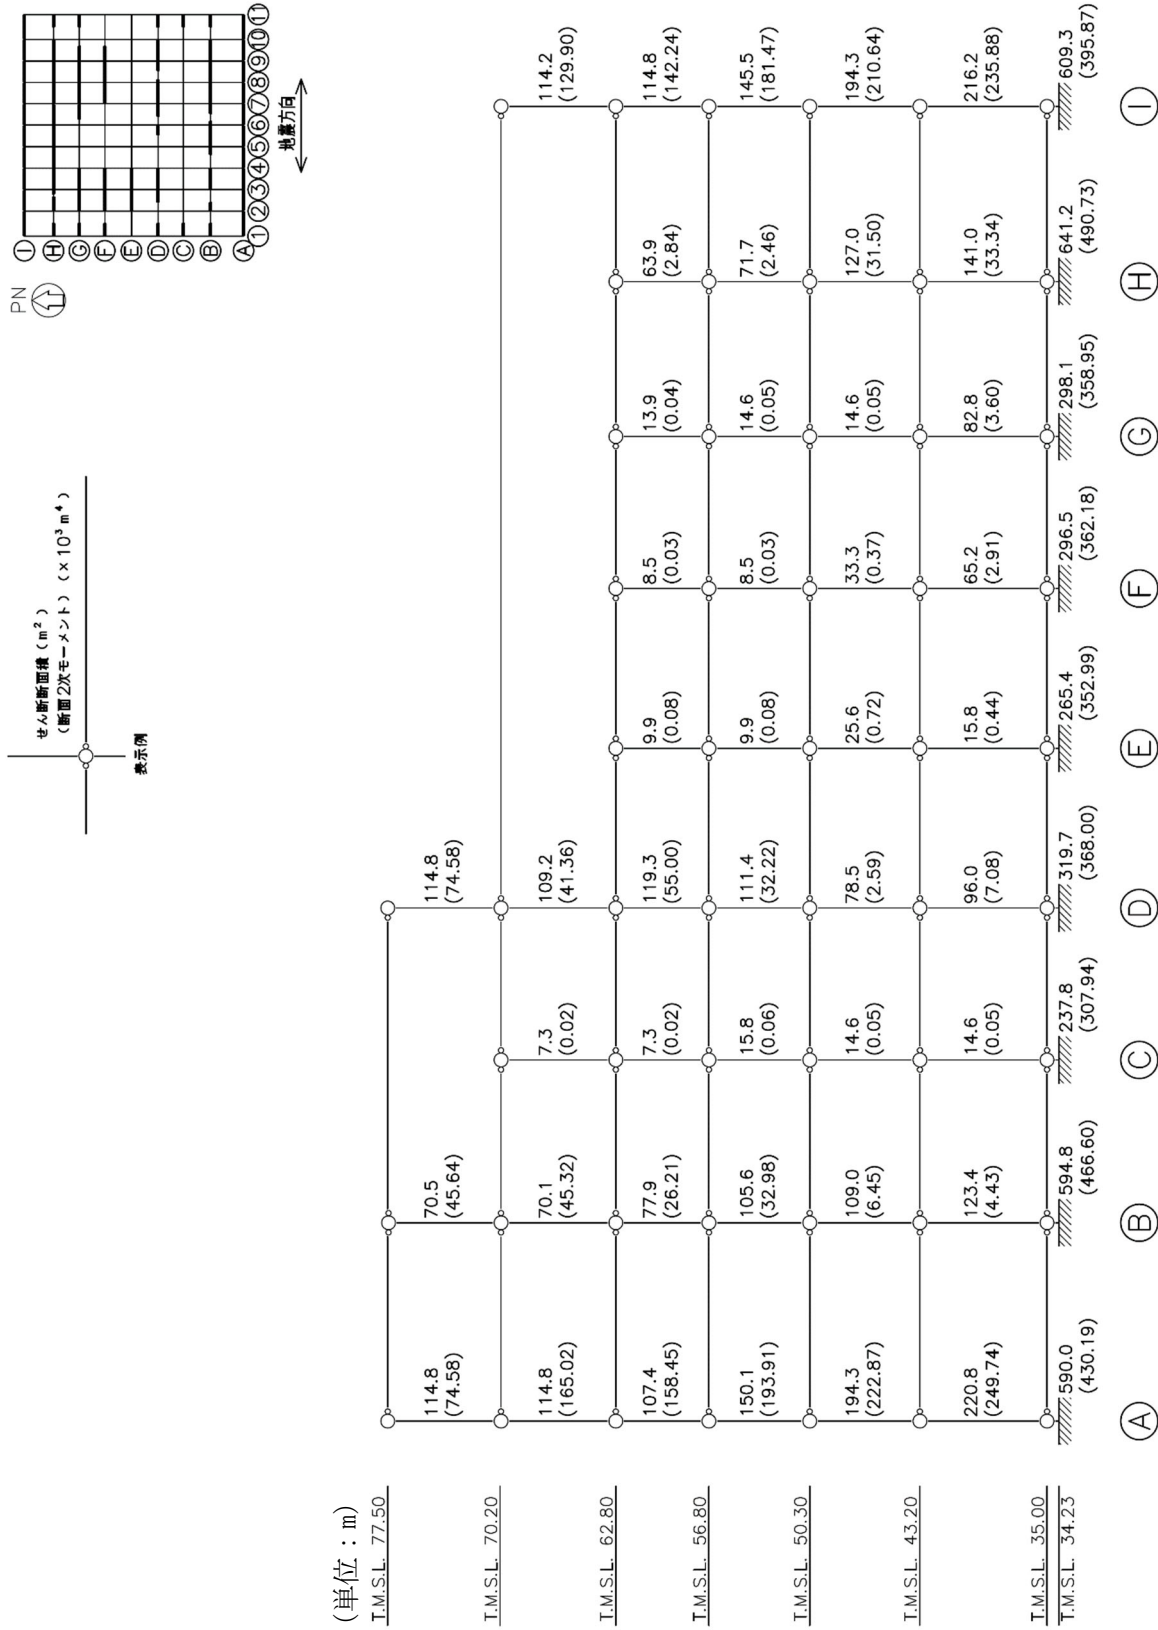 PN
I
H
G
F
E
D
C
B
A
1 2 3 4 5 6 7 8 9 10 11
地震方向
せん断断面積（m²）
（断面2次モーメント）（×10³m⁴）
表示例
(単位：m)
T.M.S.L. 77.50
114.8 70.5 114.8
(74.58) (45.64) (74.58)
T.M.S.L. 70.20
114.8 70.1 7.3 109.2 114.2
(165.02) (45.32) (0.02) (41.36) (129.90)
T.M.S.L. 62.80
107.4 77.9 7.3 119.3 9.9 8.5 13.9 63.9 114.8
(158.45) (26.21) (0.02) (55.00) (0.08) (0.03) (0.04) (2.84) (142.24)
T.M.S.L. 56.80
150.1 105.6 15.8 111.4 9.9 8.5 14.6 71.7 145.5
(193.91) (32.98) (0.06) (32.22) (0.08) (0.03) (0.05) (2.46) (181.47)
T.M.S.L. 50.30
194.3 109.0 14.6 78.5 25.6 33.3 14.6 127.0 194.3
(222.87) (6.45) (0.05) (2.59) (0.72) (0.37) (0.05) (31.50) (210.64)
T.M.S.L. 43.20
220.8 123.4 14.6 96.0 15.8 65.2 82.8 141.0 216.2
(249.74) (4.43) (0.05) (7.08) (0.44) (2.91) (3.60) (33.34) (235.88)
T.M.S.L. 35.00
T.M.S.L. 34.23
590.0 594.8 237.8 319.7 265.4 296.5 298.1 641.2 609.3
(430.19) (466.60) (307.94) (368.00) (352.99) (362.18) (358.95) (490.73) (395.87)
A B C D E F G H I